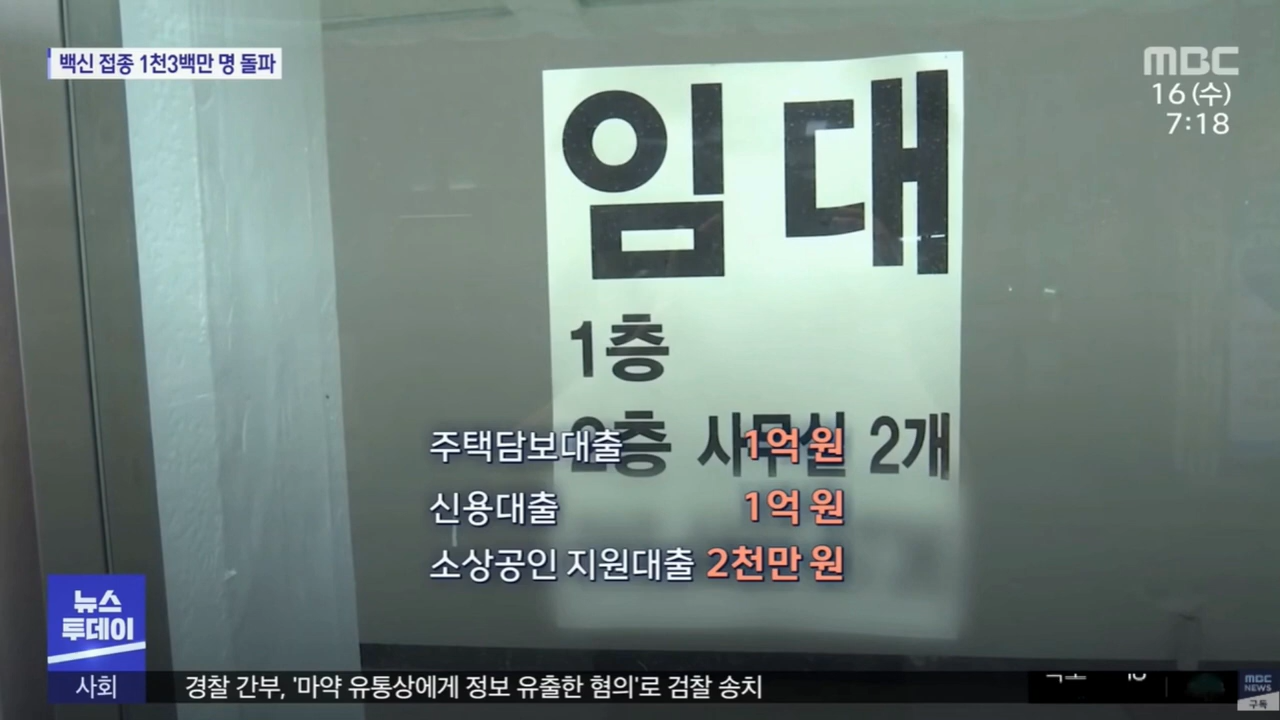 백신 접종 1천3백만 명 돌파
MBC
16 (수)
7:18
임대
1층
2층 사무실 2개
주택담보대출 1억 원
신용대출 1억 원
소상공인 지원대출 2천만 원
뉴스
투데이
사회
경찰 간부, '마약 유통상에게 정보 유출한 혐의'로 검찰 송치
MBC
NEWS
구독